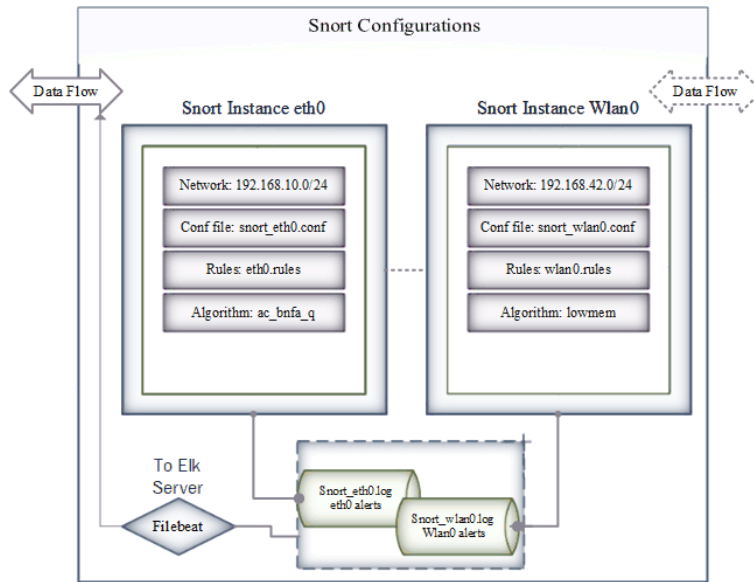 Snort Configurations
Data Flow
Data Flow
Snort Instance eth0
Snort Instance Wlan0
Network: 192.168.10.0/24
Conf file: snort_eth0.conf
Rules: eth0.rules
Algorithm: ac_bnfa_q
Network: 192.168.42.0/24
Conf file: snort_wlan0.conf
Rules: wlan0.rules
Algorithm: lowmem
To Elk
Server
Filebeat
Snort_eth0.log
eth0 alerts
Snort_wlan0.log
Wlan0 alerts